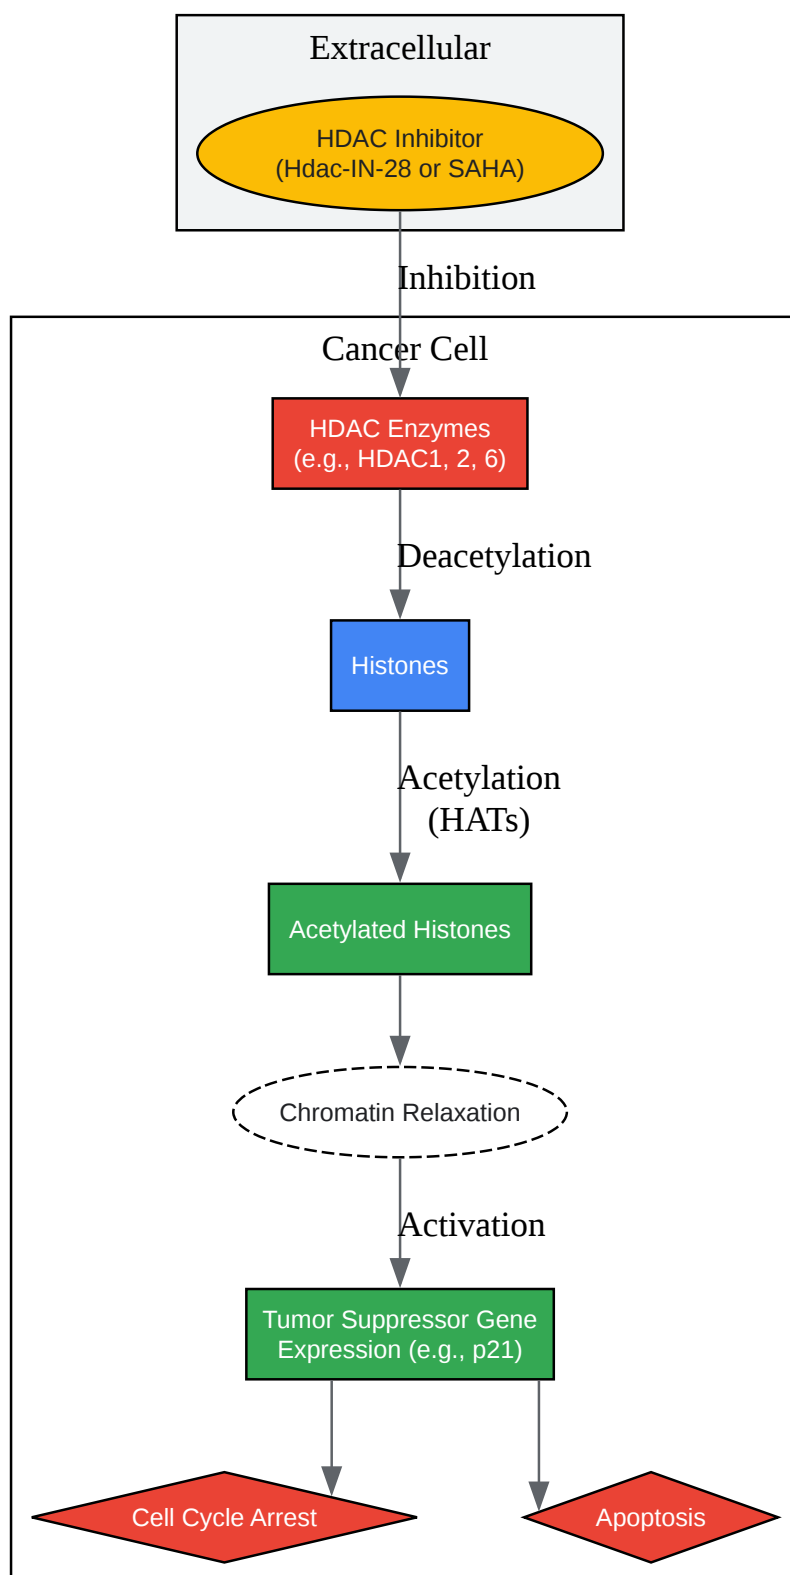 Extracellular
HDAC Inhibitor
(Hdac-IN-28 or SAHA)
Inhibition
Cancer Cell
HDAC Enzymes
(e.g., HDAC1, 2, 6)
Deacetylation
Histones
Acetylation
(HATs)
Acetylated Histones
Chromatin Relaxation
Activation
Tumor Suppressor Gene
Expression (e.g., p21)
Cell Cycle Arrest
Apoptosis